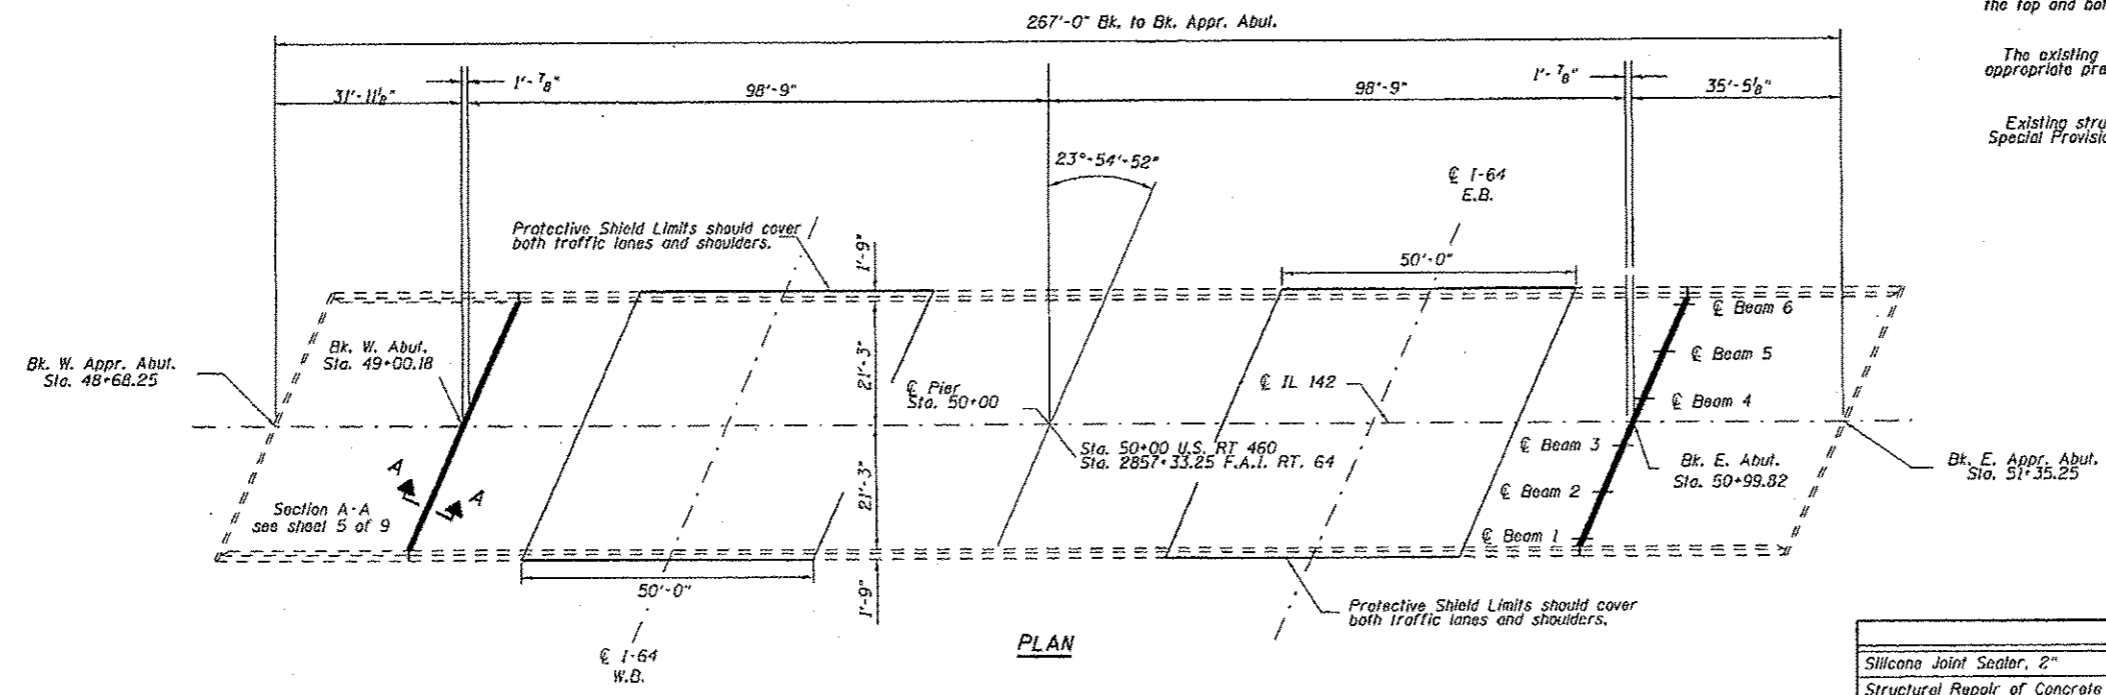 the top and bot
267'-0" Bk. to Bk. Appr. Abut.
The existing
appropriate pre
Existing stru
Special Provisio
31'-11⅛"
1'-⅞"
98'-9"
98'-9"
1'-⅞"
35'-5⅛"
23°-54'-52"
℄ I-64
E.B.
Protective Shield Limits should cover
both traffic lanes and shoulders.
1'-9"
50'-0"
℄ Beam 6
Bk. W. Appr. Abut.
Sta. 48+68.25
Bk. W. Abut.
Sta. 49+00.18
21'-3"
℄ Pier
Sta. 50+00
℄ IL 142
℄ Beam 5
℄ Beam 4
℄ Beam 3
Sta. 50+00 U.S. RT 460
Sta. 2857+33.25 F.A.I. RT. 64
Bk. E. Abut.
Sta. 50+99.82
Bk. E. Appr. Abut.
Sta. 51+35.25
A
A
Section A-A
see sheet 5 of 9
21'-3"
℄ Beam 2
℄ Beam 1
50'-0"
1'-9"
Protective Shield Limits should cover
both traffic lanes and shoulders.
℄ I-64
W.B.
PLAN
Silicone Joint Sealer, 2"
Structural Repair of Concrete